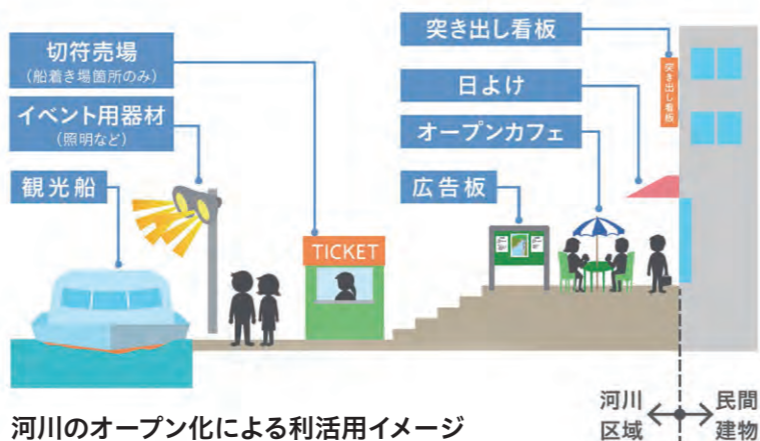 切符売場
（船着き場箇所のみ）
イベント用器材
（照明など）
観光船
TICKET
突き出し看板
日よけ
オープンカフェ
広告板
突き出し看板
河川のオープン化による利活用イメージ
河川
区域
民間
建物